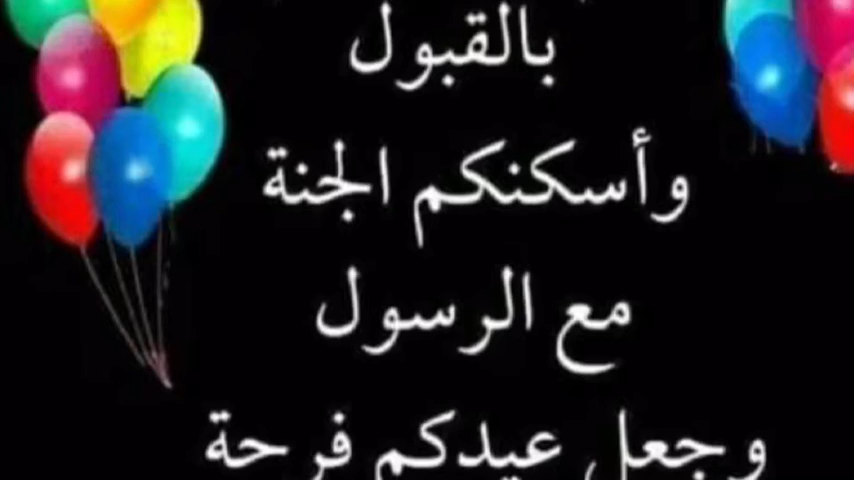 بالقبول
وأسكنكم الجنة
مع الرسول
وجعل عيدكم فرحة